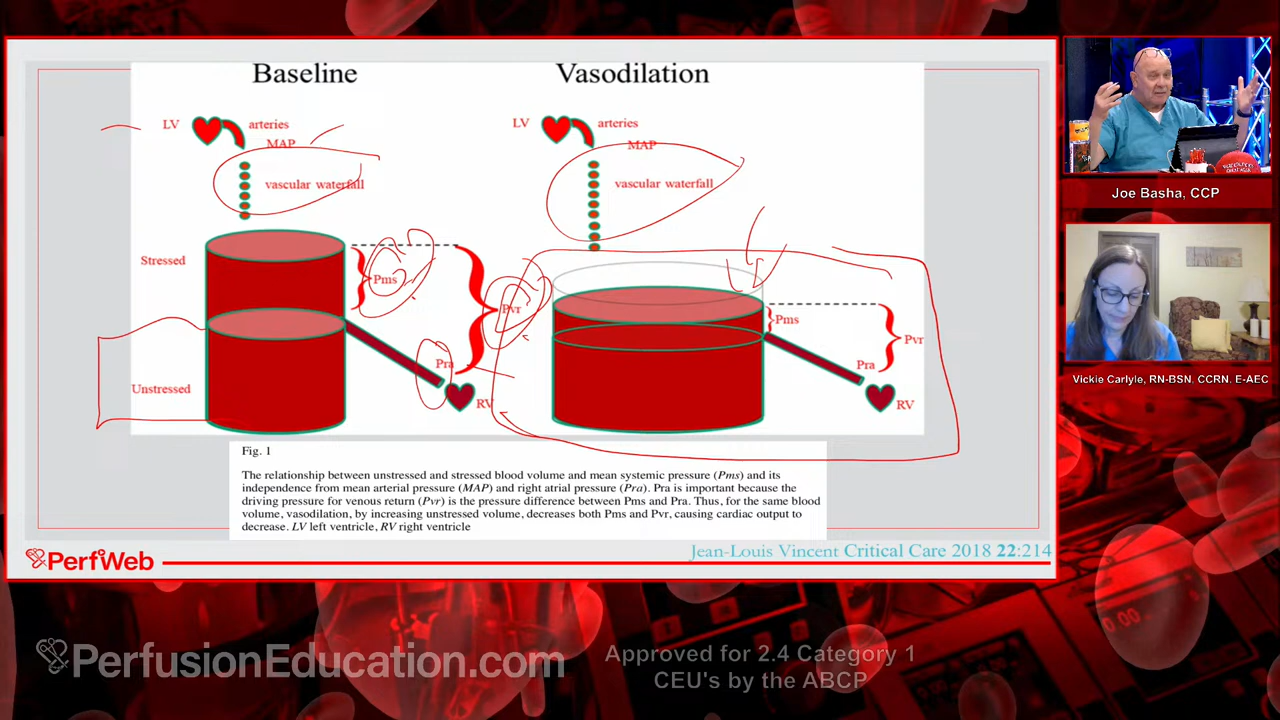 Baseline
Vasodilation
LV
arteries
MAP
vascular waterfall
LV
arteries
MAP
vascular waterfall
Stressed
Pms
Pvr
Pra
Unstressed
RV
Pms
Pvr
Pra
RV
Fig. 1
The relationship between unstressed and stressed blood volume and mean systemic pressure (Pms) and its
independence from mean arterial pressure (MAP) and right atrial pressure (Pra). Pra is important because the
driving pressure for venous return (Pvr) is the pressure difference between Pms and Pra. Thus, for the same blood
volume, vasodilation, by increasing unstressed volume, decreases both Pms and Pvr, causing cardiac output to
decrease. LV left ventricle, RV right ventricle
Jean-Louis Vincent Critical Care 2018 22:214
PerfWeb
Joe Basha, CCP
Vickie Carlyle, RN-BSN, CCRN, E-AEC
PerfusionEducation.com
Approved for 2.4 Category 1
CEU's by the ABCP